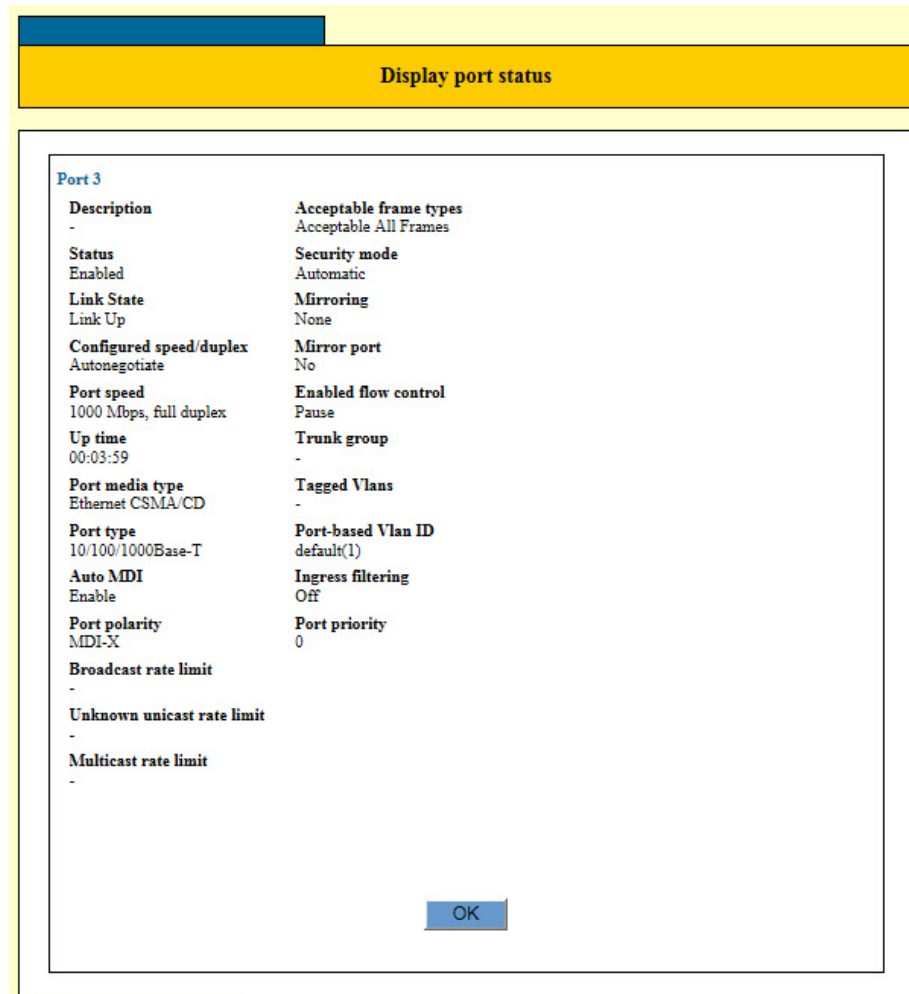 Display port status
Port 3
Description
-
Status
Enabled
Link State
Link Up
Configured speed/duplex
Autonegotiate
Port speed
1000 Mbps, full duplex
Up time
00:03:59
Port media type
Ethernet CSMA/CD
Port type
10/100/1000Base-T
Auto MDI
Enable
Port polarity
MDI-X
Broadcast rate limit
-
Unknown unicast rate limit
-
Multicast rate limit
-
Acceptable frame types
Acceptable All Frames
Security mode
Automatic
Mirroring
None
Mirror port
No
Enabled flow control
Pause
Trunk group
-
Tagged Vlans
-
Port-based Vlan ID
default(1)
Ingress filtering
Off
Port priority
0
OK